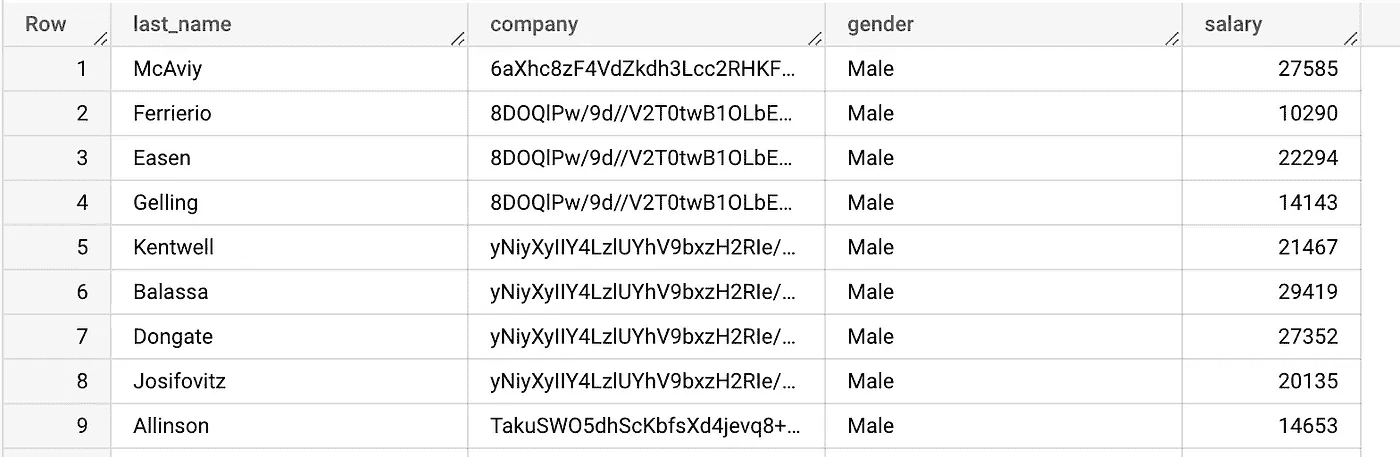 Row last_name company gender salary
1 McAviy 6aXhc8zF4VdZkdh3Lcc2RHKF... Male 27585
2 Ferrierio 8DOQlPw/9d//V2T0twB1OLbE... Male 10290
3 Easen 8DOQlPw/9d//V2T0twB1OLbE... Male 22294
4 Gelling 8DOQlPw/9d//V2T0twB1OLbE... Male 14143
5 Kentwell yNiyXyIIY4LzlUYhV9bxzH2RIe/... Male 21467
6 Balassa yNiyXyIIY4LzlUYhV9bxzH2RIe/... Male 29419
7 Dongate yNiyXyIIY4LzlUYhV9bxzH2RIe/... Male 27352
8 Josifovitz yNiyXyIIY4LzlUYhV9bxzH2RIe/... Male 20135
9 Allinson TakuSWO5dhScKbfsXd4jevq8+... Male 14653